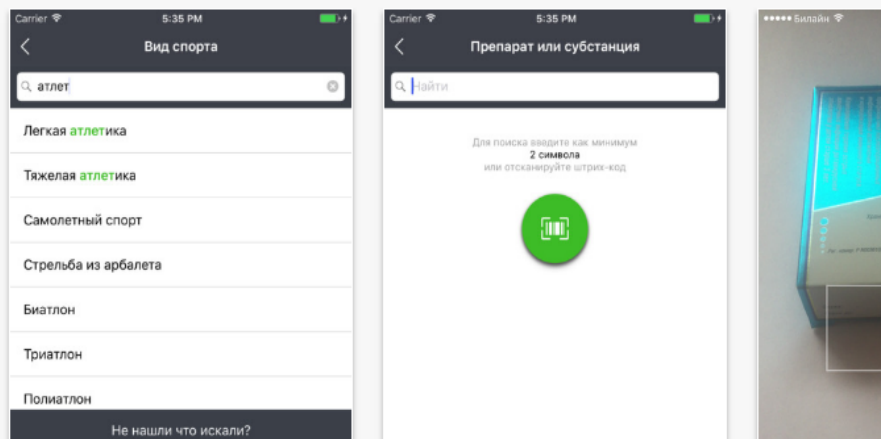 Carrier 5:35 PM
Вид спорта
атлет
Легкая атлетика
Тяжелая атлетика
Самолетный спорт
Стрельба из арбалета
Биатлон
Триатлон
Полиатлон
Не нашли что искали?
Carrier 5:35 PM
Препарат или субстанция
Найти
Для поиска введите как минимум
2 символа
или отсканируйте штрих-код
Билайн